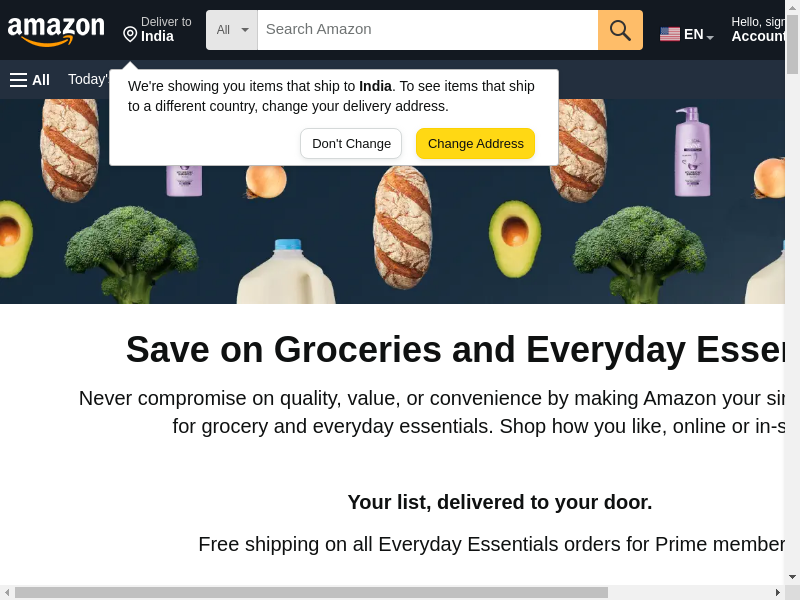 amazon
Deliver to
India
All
Search Amazon
EN
Hello, sign
Account
All
Today's
We're showing you items that ship to India. To see items that ship
to a different country, change your delivery address.
Don't Change
Change Address
Save on Groceries and Everyday Essen
Never compromise on quality, value, or convenience by making Amazon your sin
for grocery and everyday essentials. Shop how you like, online or in-s
Your list, delivered to your door.
Free shipping on all Everyday Essentials orders for Prime member